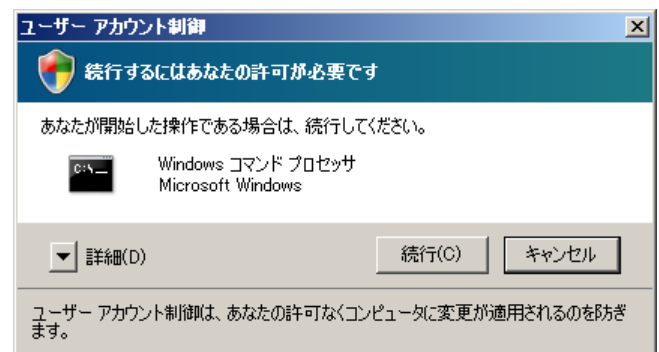 ユーザー アカウント制御
続行するにはあなたの許可が必要です
あなたが開始した操作である場合は、続行してください。
C:\_
Windows コマンド プロセッサ
Microsoft Windows
詳細(D)
続行(C)
キャンセル
ユーザー アカウント制御は、あなたの許可なくコンピュータに変更が適用されるのを防ぎ
ます。